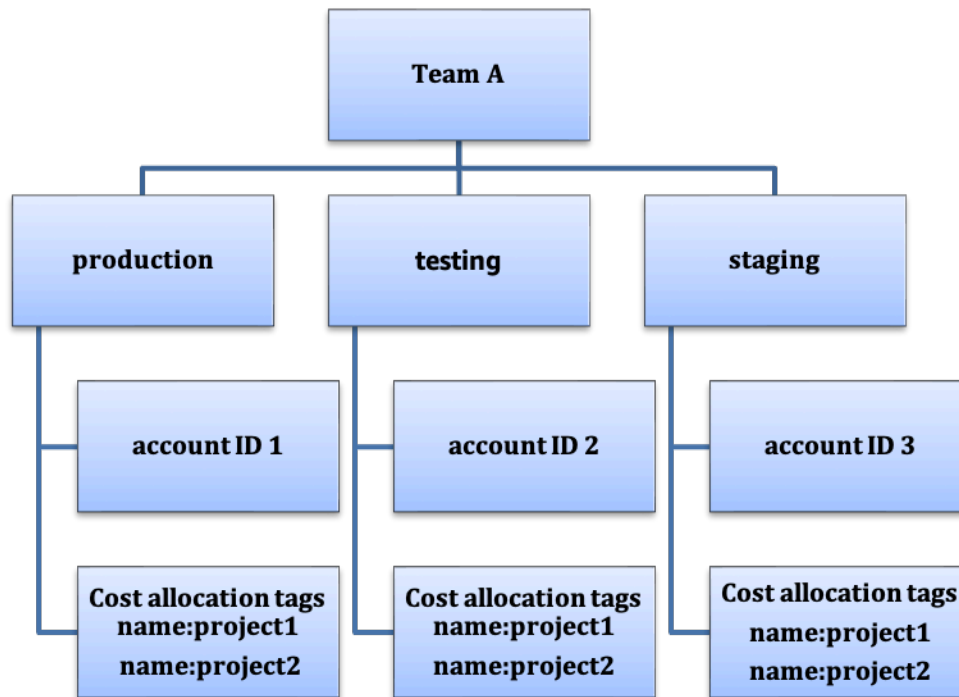 Team A
production
testing
staging
account ID 1
account ID 2
account ID 3
Cost allocation tags
name:project1
name:project2
Cost allocation tags
name:project1
name:project2
Cost allocation tags
name:project1
name:project2